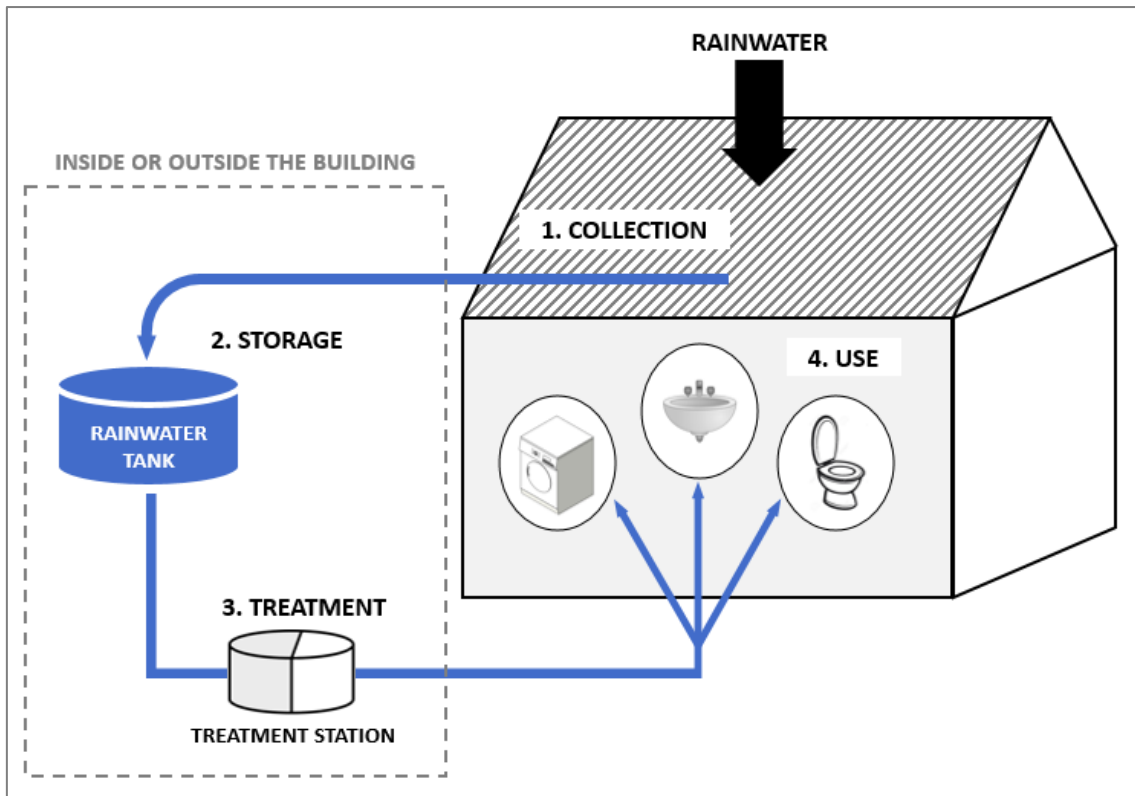 RAINWATER
INSIDE OR OUTSIDE THE BUILDING
1. COLLECTION
2. STORAGE
4. USE
RAINWATER
TANK
3. TREATMENT
TREATMENT STATION